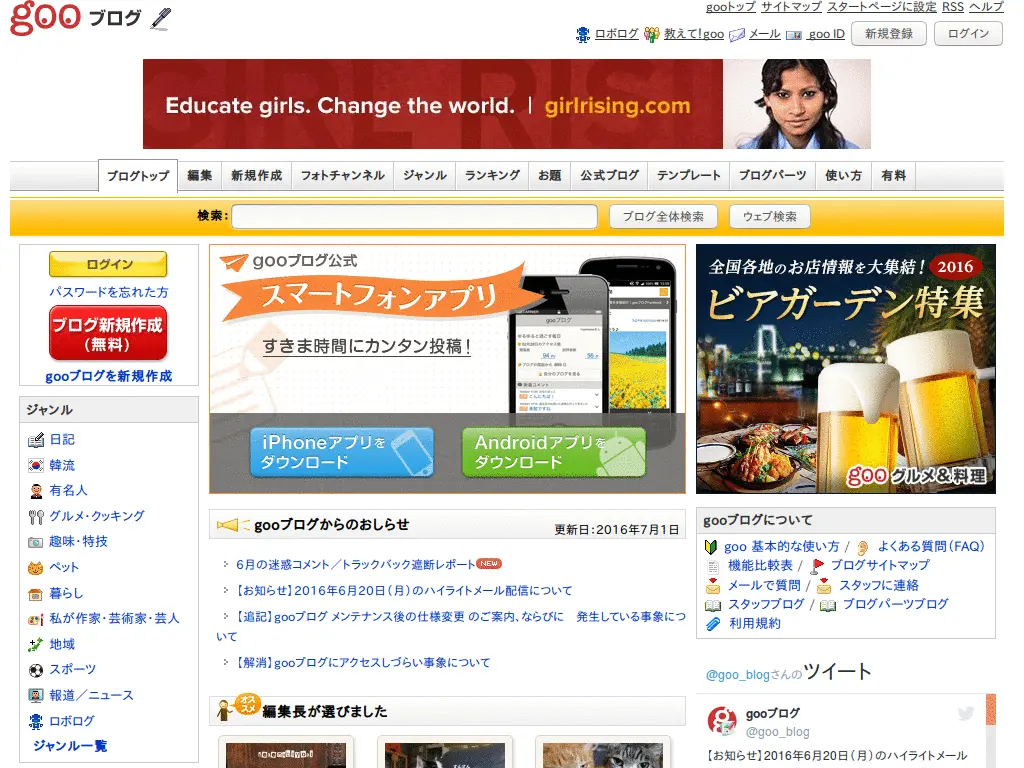 goo ブログ
gooトップ サイトマップ スタートページに設定 RSS ヘルプ
ロボログ 教えて!goo メール goo ID 新規登録 ログイン
Educate girls. Change the world. | girlrising.com
ブログトップ 編集 新規作成 フォトチャンネル ジャンル ランキング お題 公式ブログ テンプレート ブログパーツ 使い方 有料
検索: ブログ全体検索 ウェブ検索
ログイン
パスワードを忘れた方
ブログ新規作成
(無料)
gooブログを新規作成
ジャンル
日記
韓流
有名人
グルメ・クッキング
趣味・特技
ペット
暮らし
私が作家・芸術家・芸人
地域
スポーツ
報道/ニュース
ロボログ
ジャンル一覧
gooブログ公式
スマートフォンアプリ
すきま時間にカンタン投稿!
iPhoneアプリを
ダウンロード
Androidアプリを
ダウンロード
gooブログからのおしらせ
更新日:2016年7月1日
6月の迷惑コメント/トラックバック遮断レポート NEW
【お知らせ】2016年6月20日(月)のハイライトメール配信について
【追記】gooブログ メンテナンス後の仕様変更 のご案内、ならびに 発生している事象につ
いて
【解消】gooブログにアクセスしづらい事象について
オス
スメ
編集長が選びました
全国各地のお店情報を大集結! 2016
ビアガーデン特集
goo グルメ&料理
gooブログについて
goo 基本的な使い方 / よくある質問(FAQ)
機能比較表 / ブログサイトマップ
メールで質問 / スタッフに連絡
スタッフブログ / ブログパーツブログ
利用規約
@goo_blogさんのツイート
gooブログ
@goo_blog
【お知らせ】2016年6月20日(月)のハイライトメール